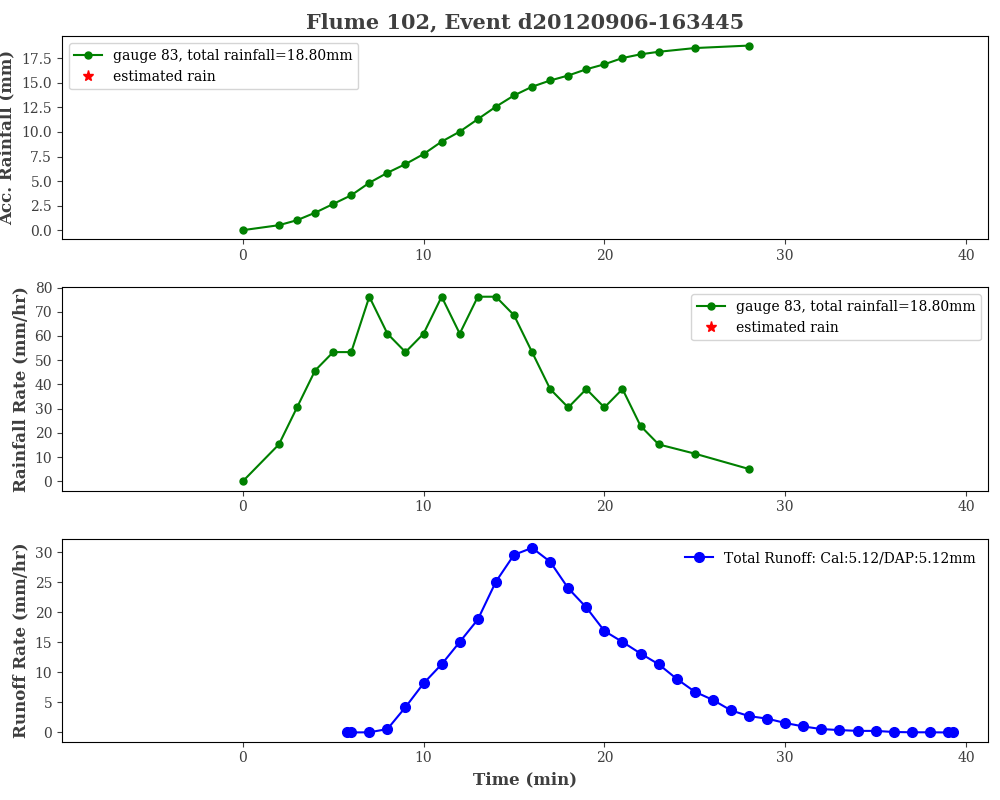 Flume 102, Event d20120906-163445
Acc. Rainfall (mm)
17.5
15.0
12.5
10.0
7.5
5.0
2.5
0.0
gauge 83, total rainfall=18.80mm
estimated rain
0 10 20 30 40
Rainfall Rate (mm/hr)
80
70
60
50
40
30
20
10
0
gauge 83, total rainfall=18.80mm
estimated rain
0 10 20 30 40
Runoff Rate (mm/hr)
30
25
20
15
10
5
0
Total Runoff: Cal:5.12/DAP:5.12mm
0 10 20 30 40
Time (min)